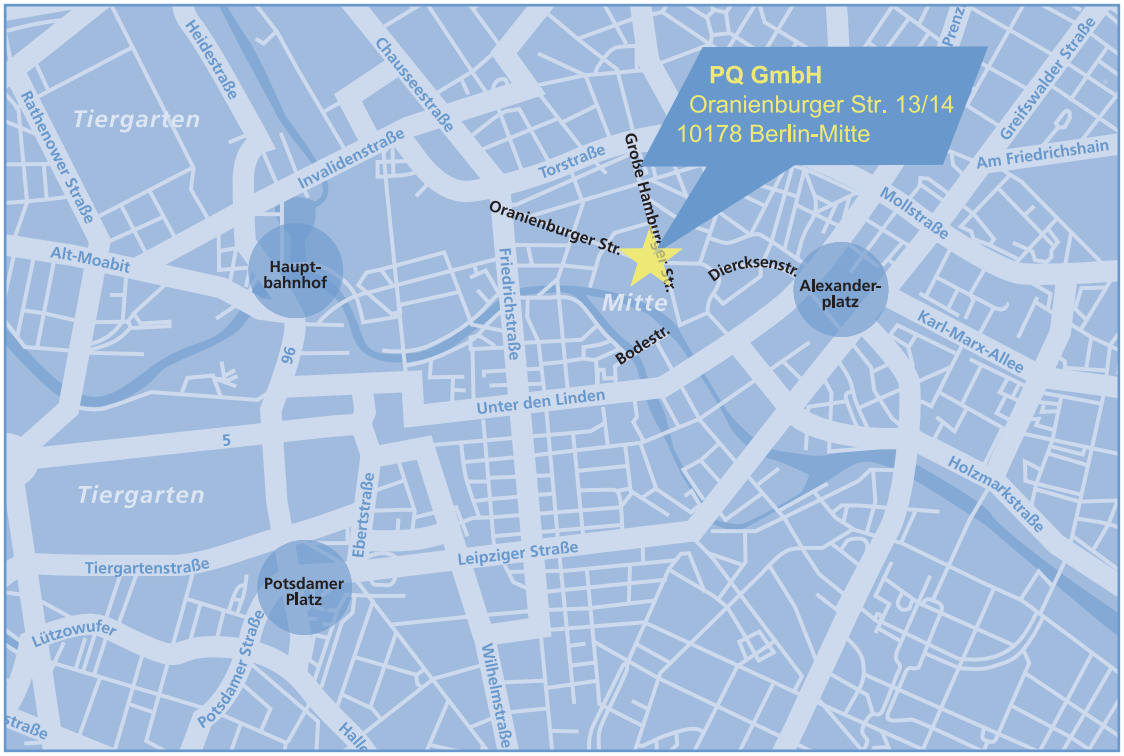 PQ GmbH
Oranienburger Str. 13/14
10178 Berlin-Mitte
Heidestraße
Chausseestraße
Prenz
Greifswalder Straße
Tiergarten
Rathenower Straße
Invalidenstraße
Torstraße
Große Hamburger Str.
Am Friedrichshain
Mollstraße
Oranienburger Str.
Alt-Moabit
Haupt-
bahnhof
Friedrichstraße
Diercksenstr.
Alexander-
platz
Mitte
Karl-Marx-Allee
Bodestr.
96
Unter den Linden
5
Tiergarten
Ebertstraße
Holzmarkstraße
Leipziger Straße
Tiergartenstraße
Potsdamer
Platz
Lützowufer
Potsdamer Straße
Wilhelmstraße
straße
Halle